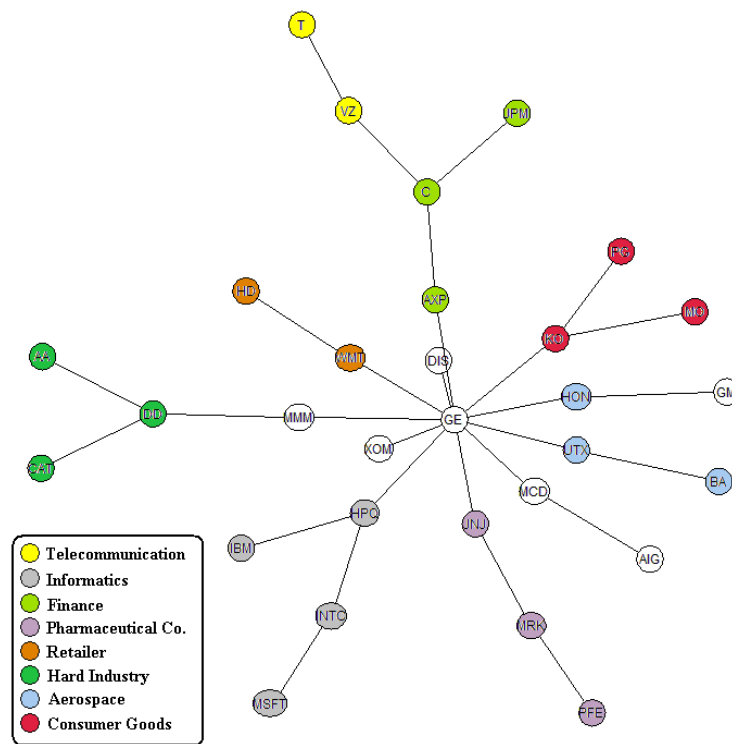 T
VZ
JPM
C
PG
HD
AXP
MO
KO
AA
WMT
DIS
HON
GM
DD
MMM
GE
XOM
UTX
CAT
MCD
BA
HPQ
JNJ
IBM
AIG
INTC
MRK
MSFT
PFE
Telecommunication
Informatics
Finance
Pharmaceutical Co.
Retailer
Hard Industry
Aerospace
Consumer Goods